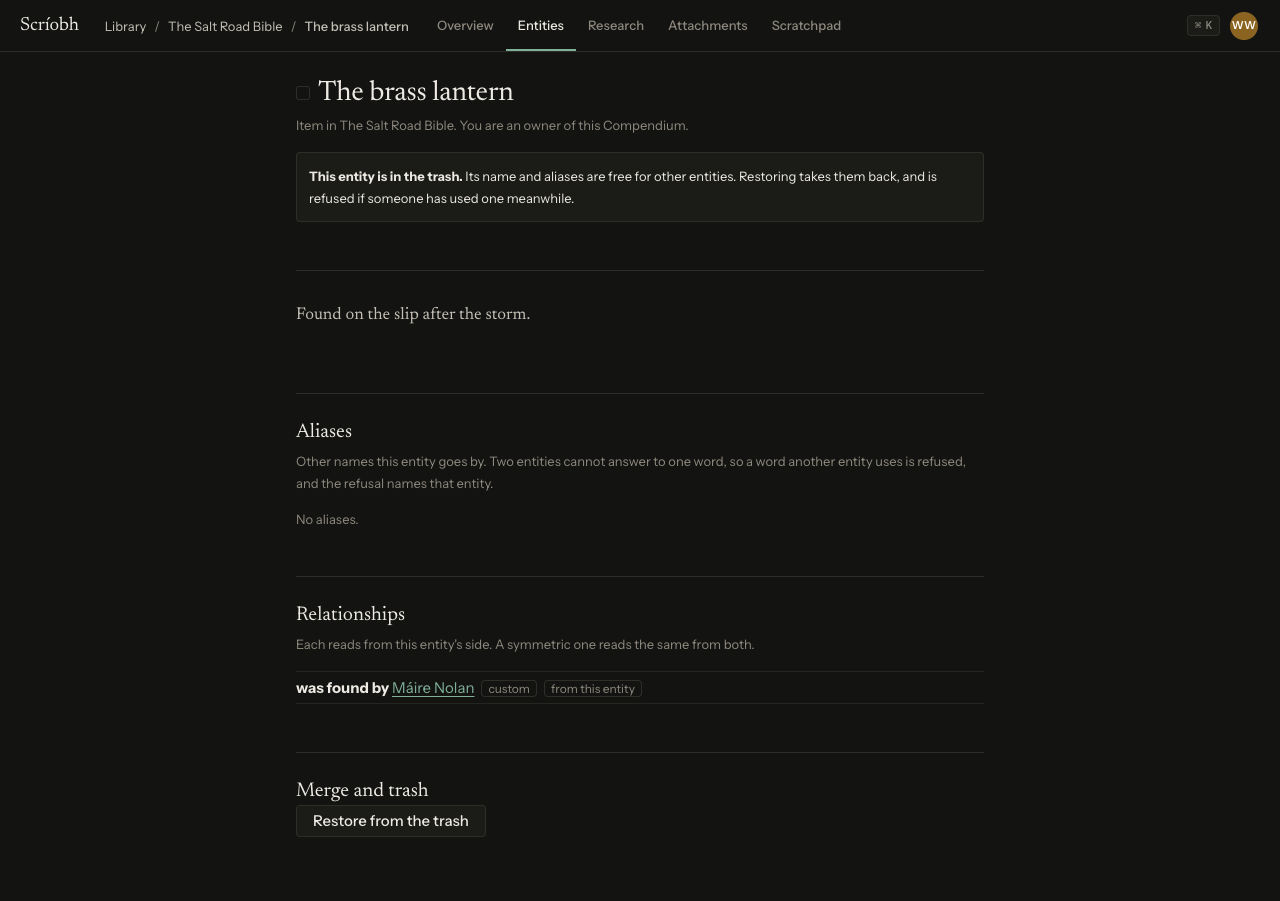 Scríobh
Library / The Salt Road Bible / The brass lantern
Overview
Entities
Research
Attachments
Scratchpad
⌘ K
WW
The brass lantern
Item in The Salt Road Bible. You are an owner of this Compendium.
This entity is in the trash. Its name and aliases are free for other entities. Restoring takes them back, and is
refused if someone has used one meanwhile.
Found on the slip after the storm.
Aliases
Other names this entity goes by. Two entities cannot answer to one word, so a word another entity uses is refused,
and the refusal names that entity.
No aliases.
Relationships
Each reads from this entity's side. A symmetric one reads the same from both.
was found by Máire Nolan custom from this entity
Merge and trash
Restore from the trash